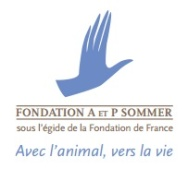 FONDATION A ET P SOMMER
sous l'égide de la Fondation de France
Avec l'animal, vers la vie